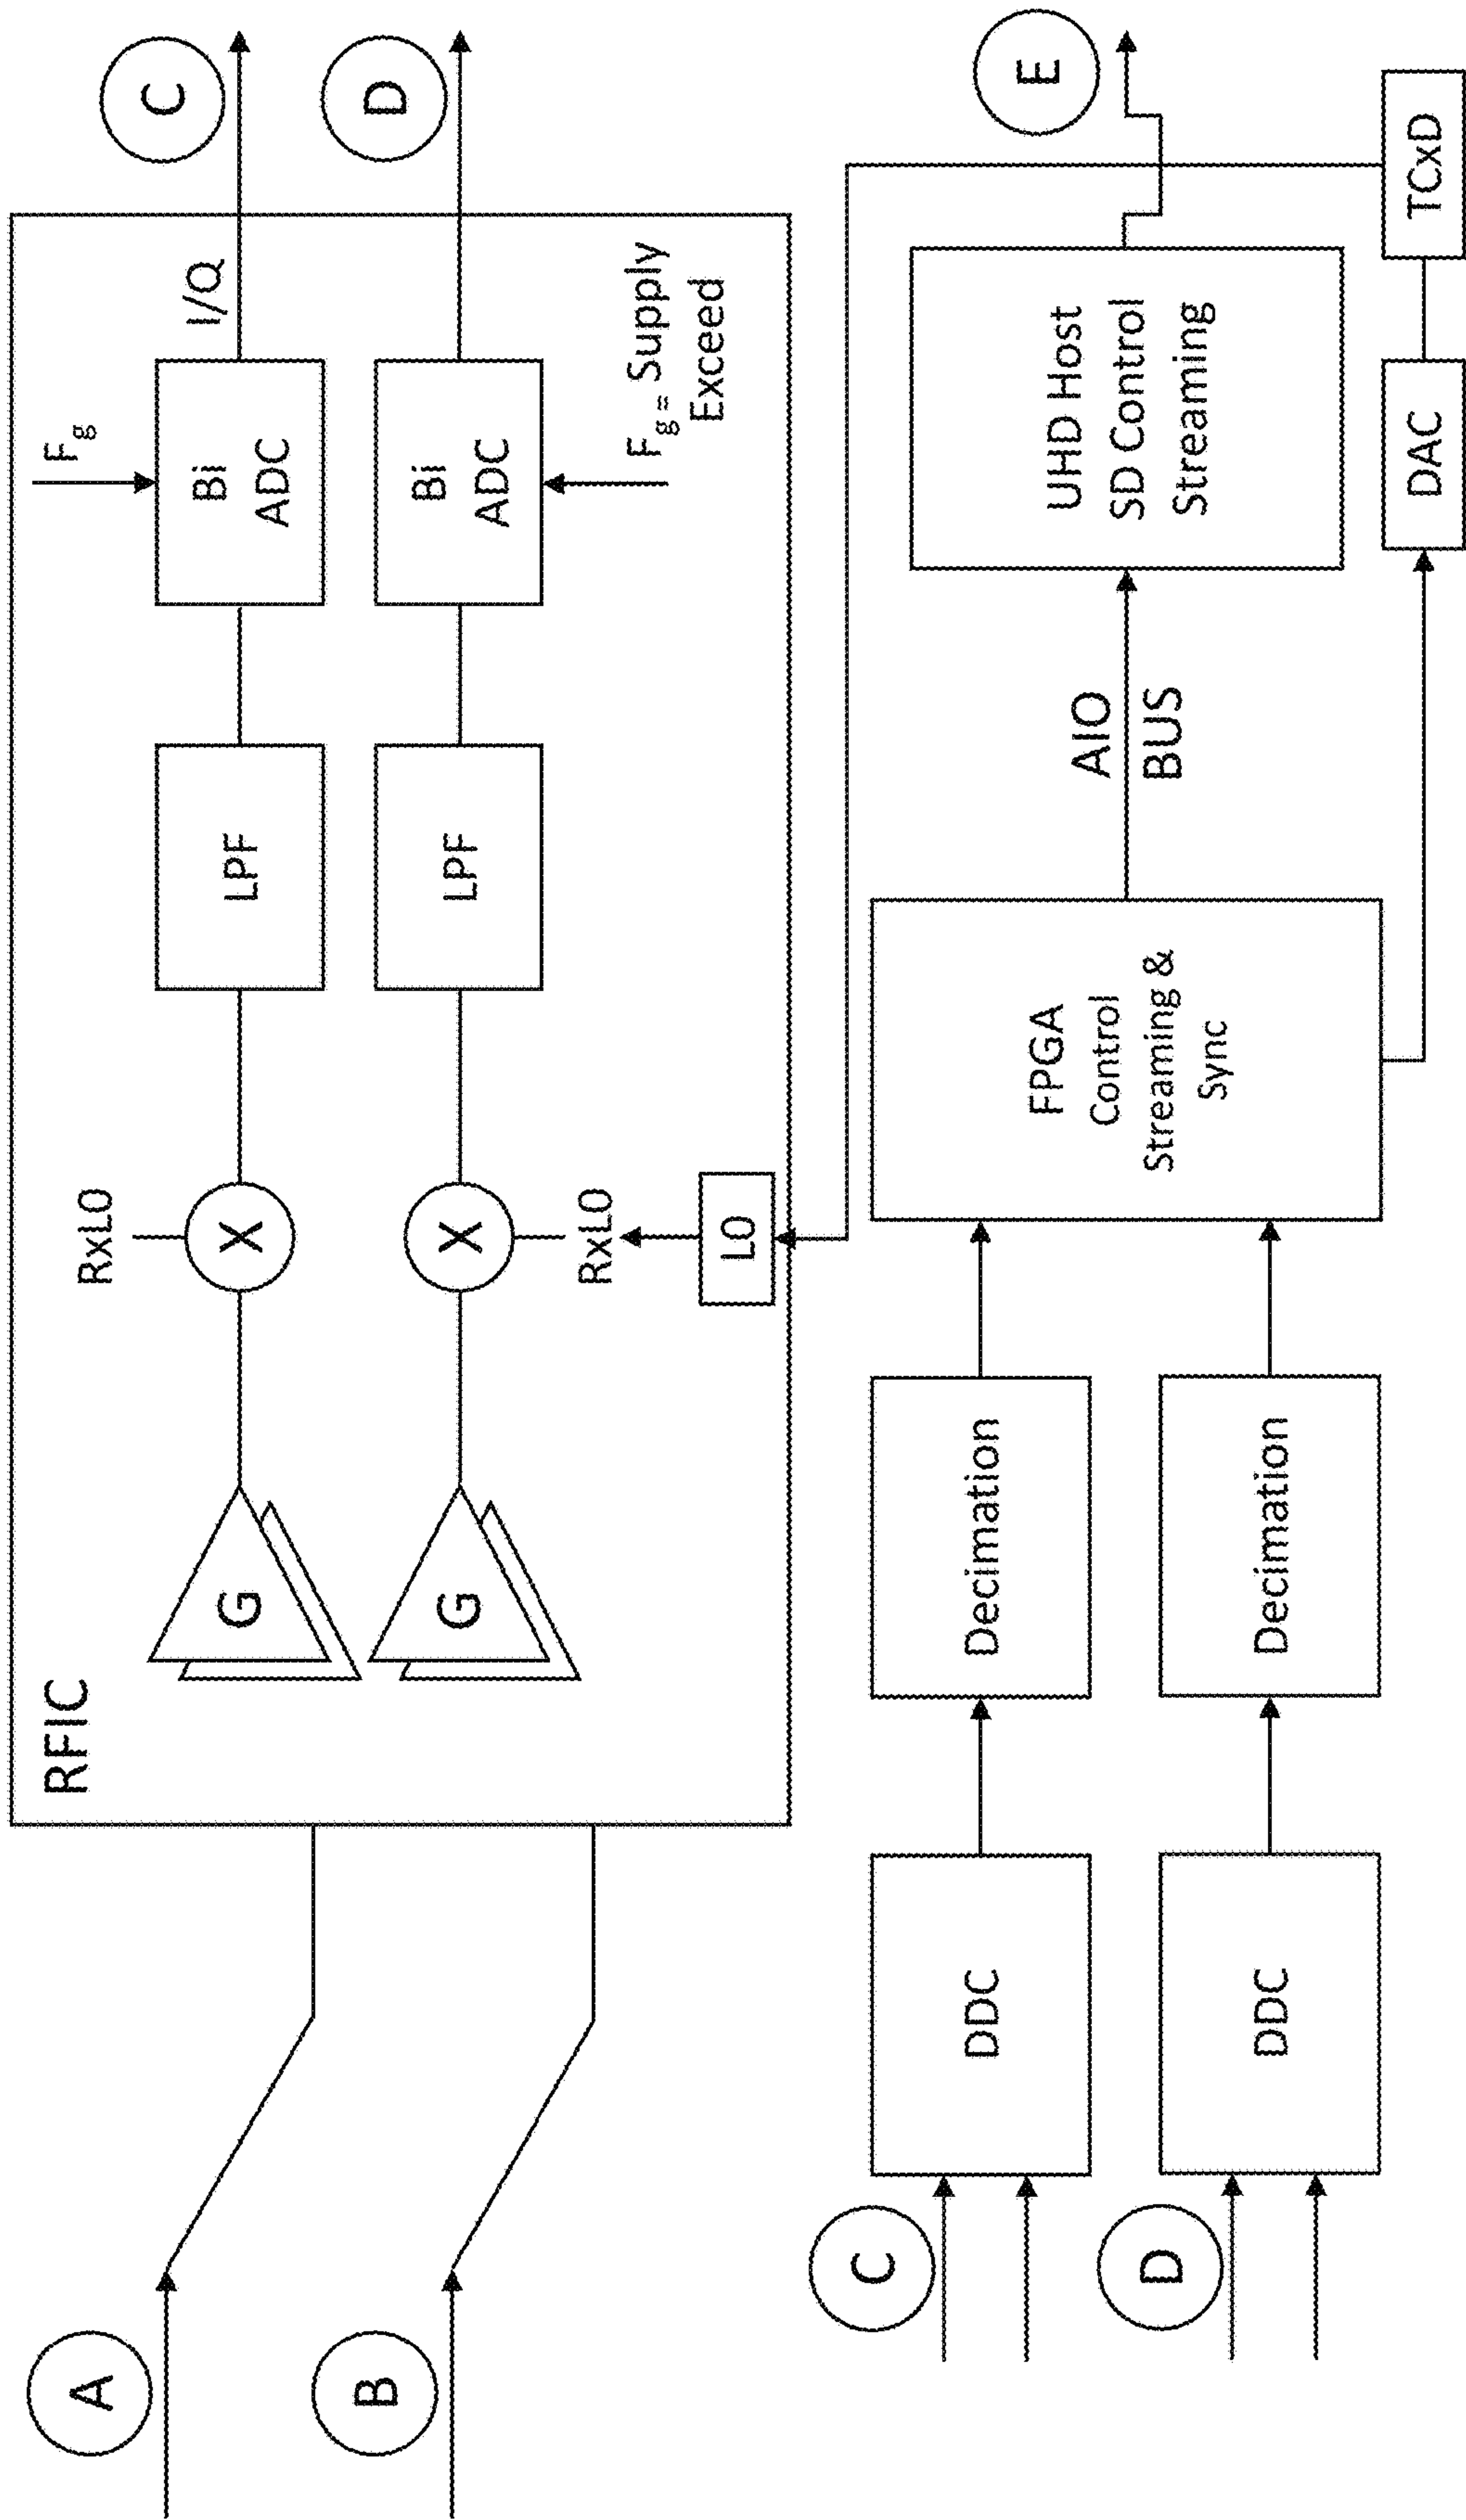 A
B
RFIC
G
G
RxLO
X
X
RxLO
LO
LPF
LPF
Fg
Bi
ADC
Bi
ADC
Fg = Supply
Exceed
I/Q
C
D
C
D
DDC
DDC
Decimation
Decimation
FPGA
Control
Streaming &
Sync
AIO
BUS
UHD Host
SD Control
Streaming
DAC
TCxD
E